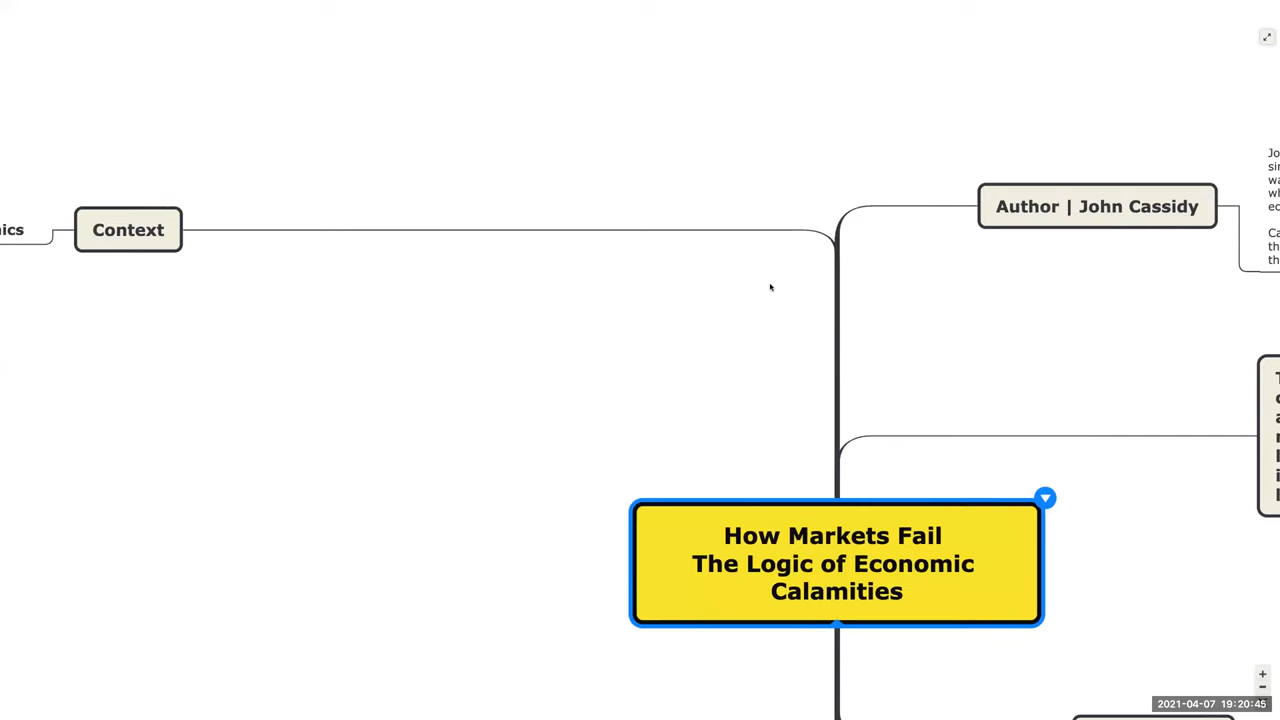 Context
Author | John Cassidy
How Markets Fail
The Logic of Economic
Calamities
2021-04-07 19:20:45